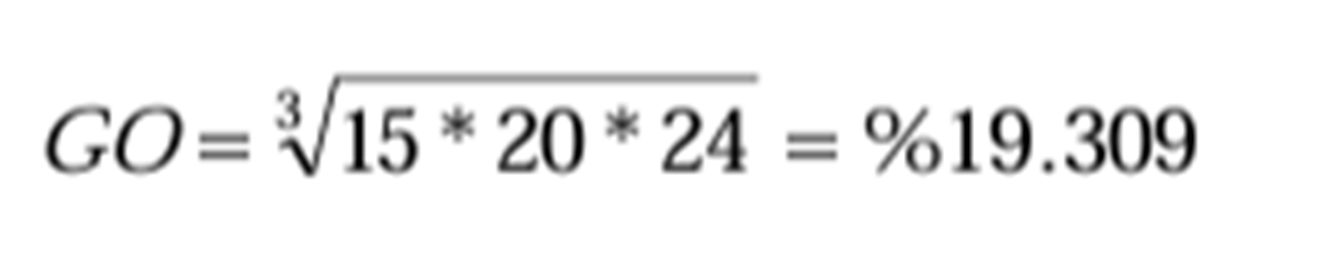 GO = ∛15 * 20 * 24 = %19.309